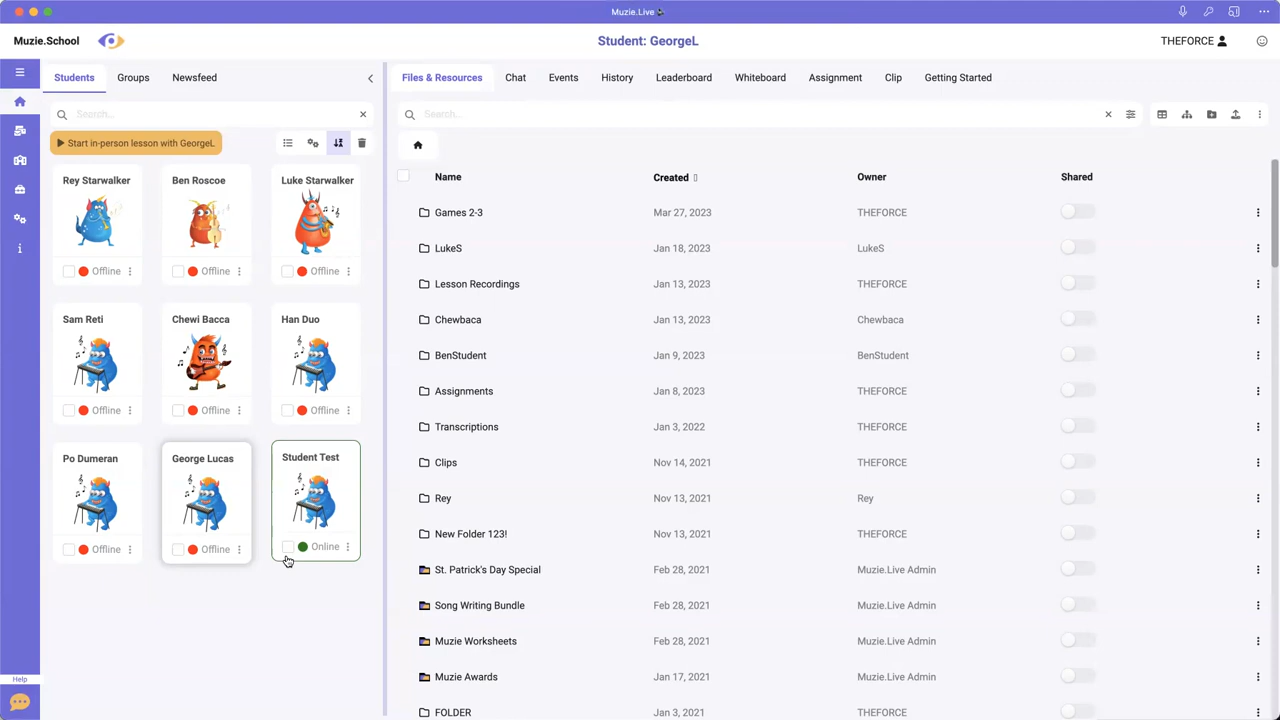 Muzie.Live
Muzie.School
Student: GeorgeL
THEFORCE
Students
Groups
Newsfeed
Files & Resources
Chat
Events
History
Leaderboard
Whiteboard
Assignment
Clip
Getting Started
Search...
Search...
Start in-person lesson with GeorgeL
Rey Starwalker
Ben Roscoe
Luke Starwalker
Offline
Offline
Offline
Sam Reti
Chewi Bacca
Han Duo
Offline
Offline
Offline
Po Dumeran
George Lucas
Student Test
Offline
Offline
Online
Help
Name Created Owner Shared
Games 2-3 Mar 27, 2023 THEFORCE
LukeS Jan 18, 2023 LukeS
Lesson Recordings Jan 13, 2023 THEFORCE
Chewbaca Jan 13, 2023 Chewbaca
BenStudent Jan 9, 2023 BenStudent
Assignments Jan 8, 2023 THEFORCE
Transcriptions Jan 3, 2022 THEFORCE
Clips Nov 14, 2021 THEFORCE
Rey Nov 13, 2021 Rey
New Folder 123! Nov 13, 2021 THEFORCE
St. Patrick's Day Special Feb 28, 2021 Muzie.Live Admin
Song Writing Bundle Feb 28, 2021 Muzie.Live Admin
Muzie Worksheets Feb 28, 2021 Muzie.Live Admin
Muzie Awards Jan 17, 2021 Muzie.Live Admin
FOLDER Jan 3, 2021 THEFORCE